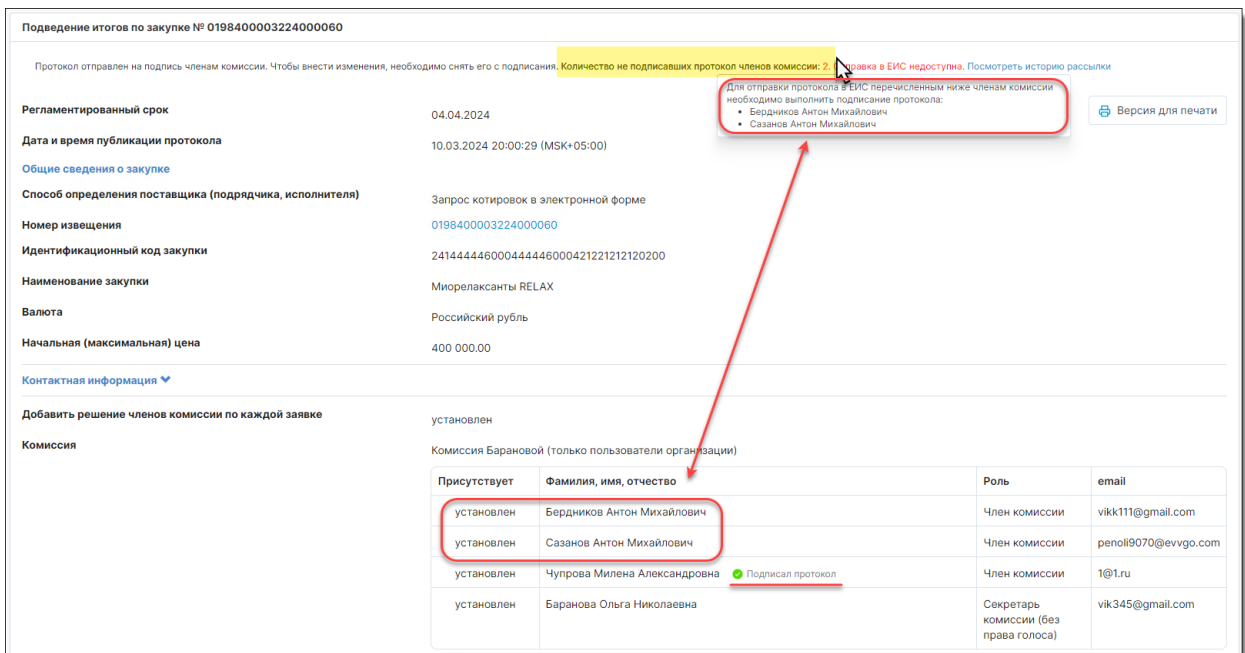 Подведение итогов по закупке № 0198400003224000060
Протокол отправлен на подпись членам комиссии. Чтобы внести изменения, необходимо снять его с подписания. Количество не подписавших протокол членов комиссии: 2. в ЕИС недоступна. Посмотреть историю рассылки
Для отправки протокола в ЕИС перечисленным ниже членам комиссии
необходимо выполнить подписание протокола:
• Бердников Антон Михайлович
• Сазанов Антон Михайлович
Регламентированный срок 04.04.2024
Версия для печати
Дата и время публикации протокола 10.03.2024 20:00:29 (MSK+05:00)
Общие сведения о закупке
Способ определения поставщика (подрядчика, исполнителя) Запрос котировок в электронной форме
Номер извещения 0198400003224000060
Идентификационный код закупки 241444446000444446000421221212120200
Наименование закупки Миорелаксанты RELAX
Валюта Российский рубль
Начальная (максимальная) цена 400 000.00
Контактная информация
Добавить решение членов комиссии по каждой заявке установлен
Комиссия Комиссия Барановой (только пользователи организации)
Присутствует Фамилия, имя, отчество Роль email
установлен Бердников Антон Михайлович Член комиссии vikk111@gmail.com
установлен Сазанов Антон Михайлович Член комиссии penoli9070@evvgo.com
установлен Чупрова Милена Александровна Подписал протокол Член комиссии 1@1.ru
установлен Баранова Ольга Николаевна Секретарь vik345@gmail.com
комиссии (без
права голоса)